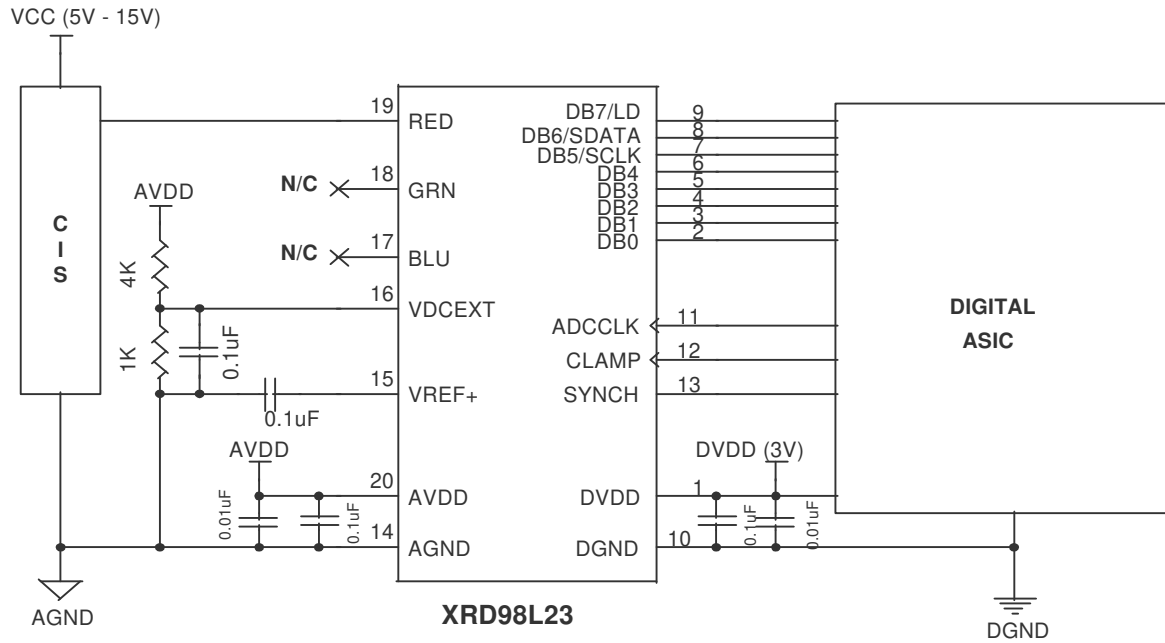 VCC (5V - 15V)
CIS
19
RED
N/C
18
GRN
AVDD
N/C
17
BLU
4K
16
VDCEXT
1K
0.1uF
15
VREF+
0.1uF
AVDD
20
AVDD
0.01uF
0.1uF
14
AGND
AGND
DB7/LD
9
DB6/SDATA
8
DB5/SCLK
7
DB4
6
DB3
5
DB2
4
DB1
3
DB0
2
ADCCLK
11
CLAMP
12
SYNCH
13
DVDD (3V)
DVDD
1
0.1uF
0.01uF
DGND
10
DIGITAL
ASIC
XRD98L23
DGND